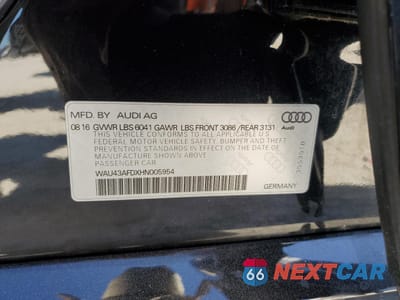 MFD. BY AUDI AG
08 16 GVWR LBS 6041 GAWR LBS FRONT 3086 /REAR 3131
THIS VEHICLE CONFORMS TO ALL APPLICABLE U.S.
FEDERAL MOTOR VEHICLE SAFETY, BUMPER AND THEFT
PREVENTION STANDARDS IN EFFECT ON THE DATE OF
MANUFACTURE SHOWN ABOVE
PASSENGER CAR
WAU43AFDXHN005954
Audi
66 NEXTCAR